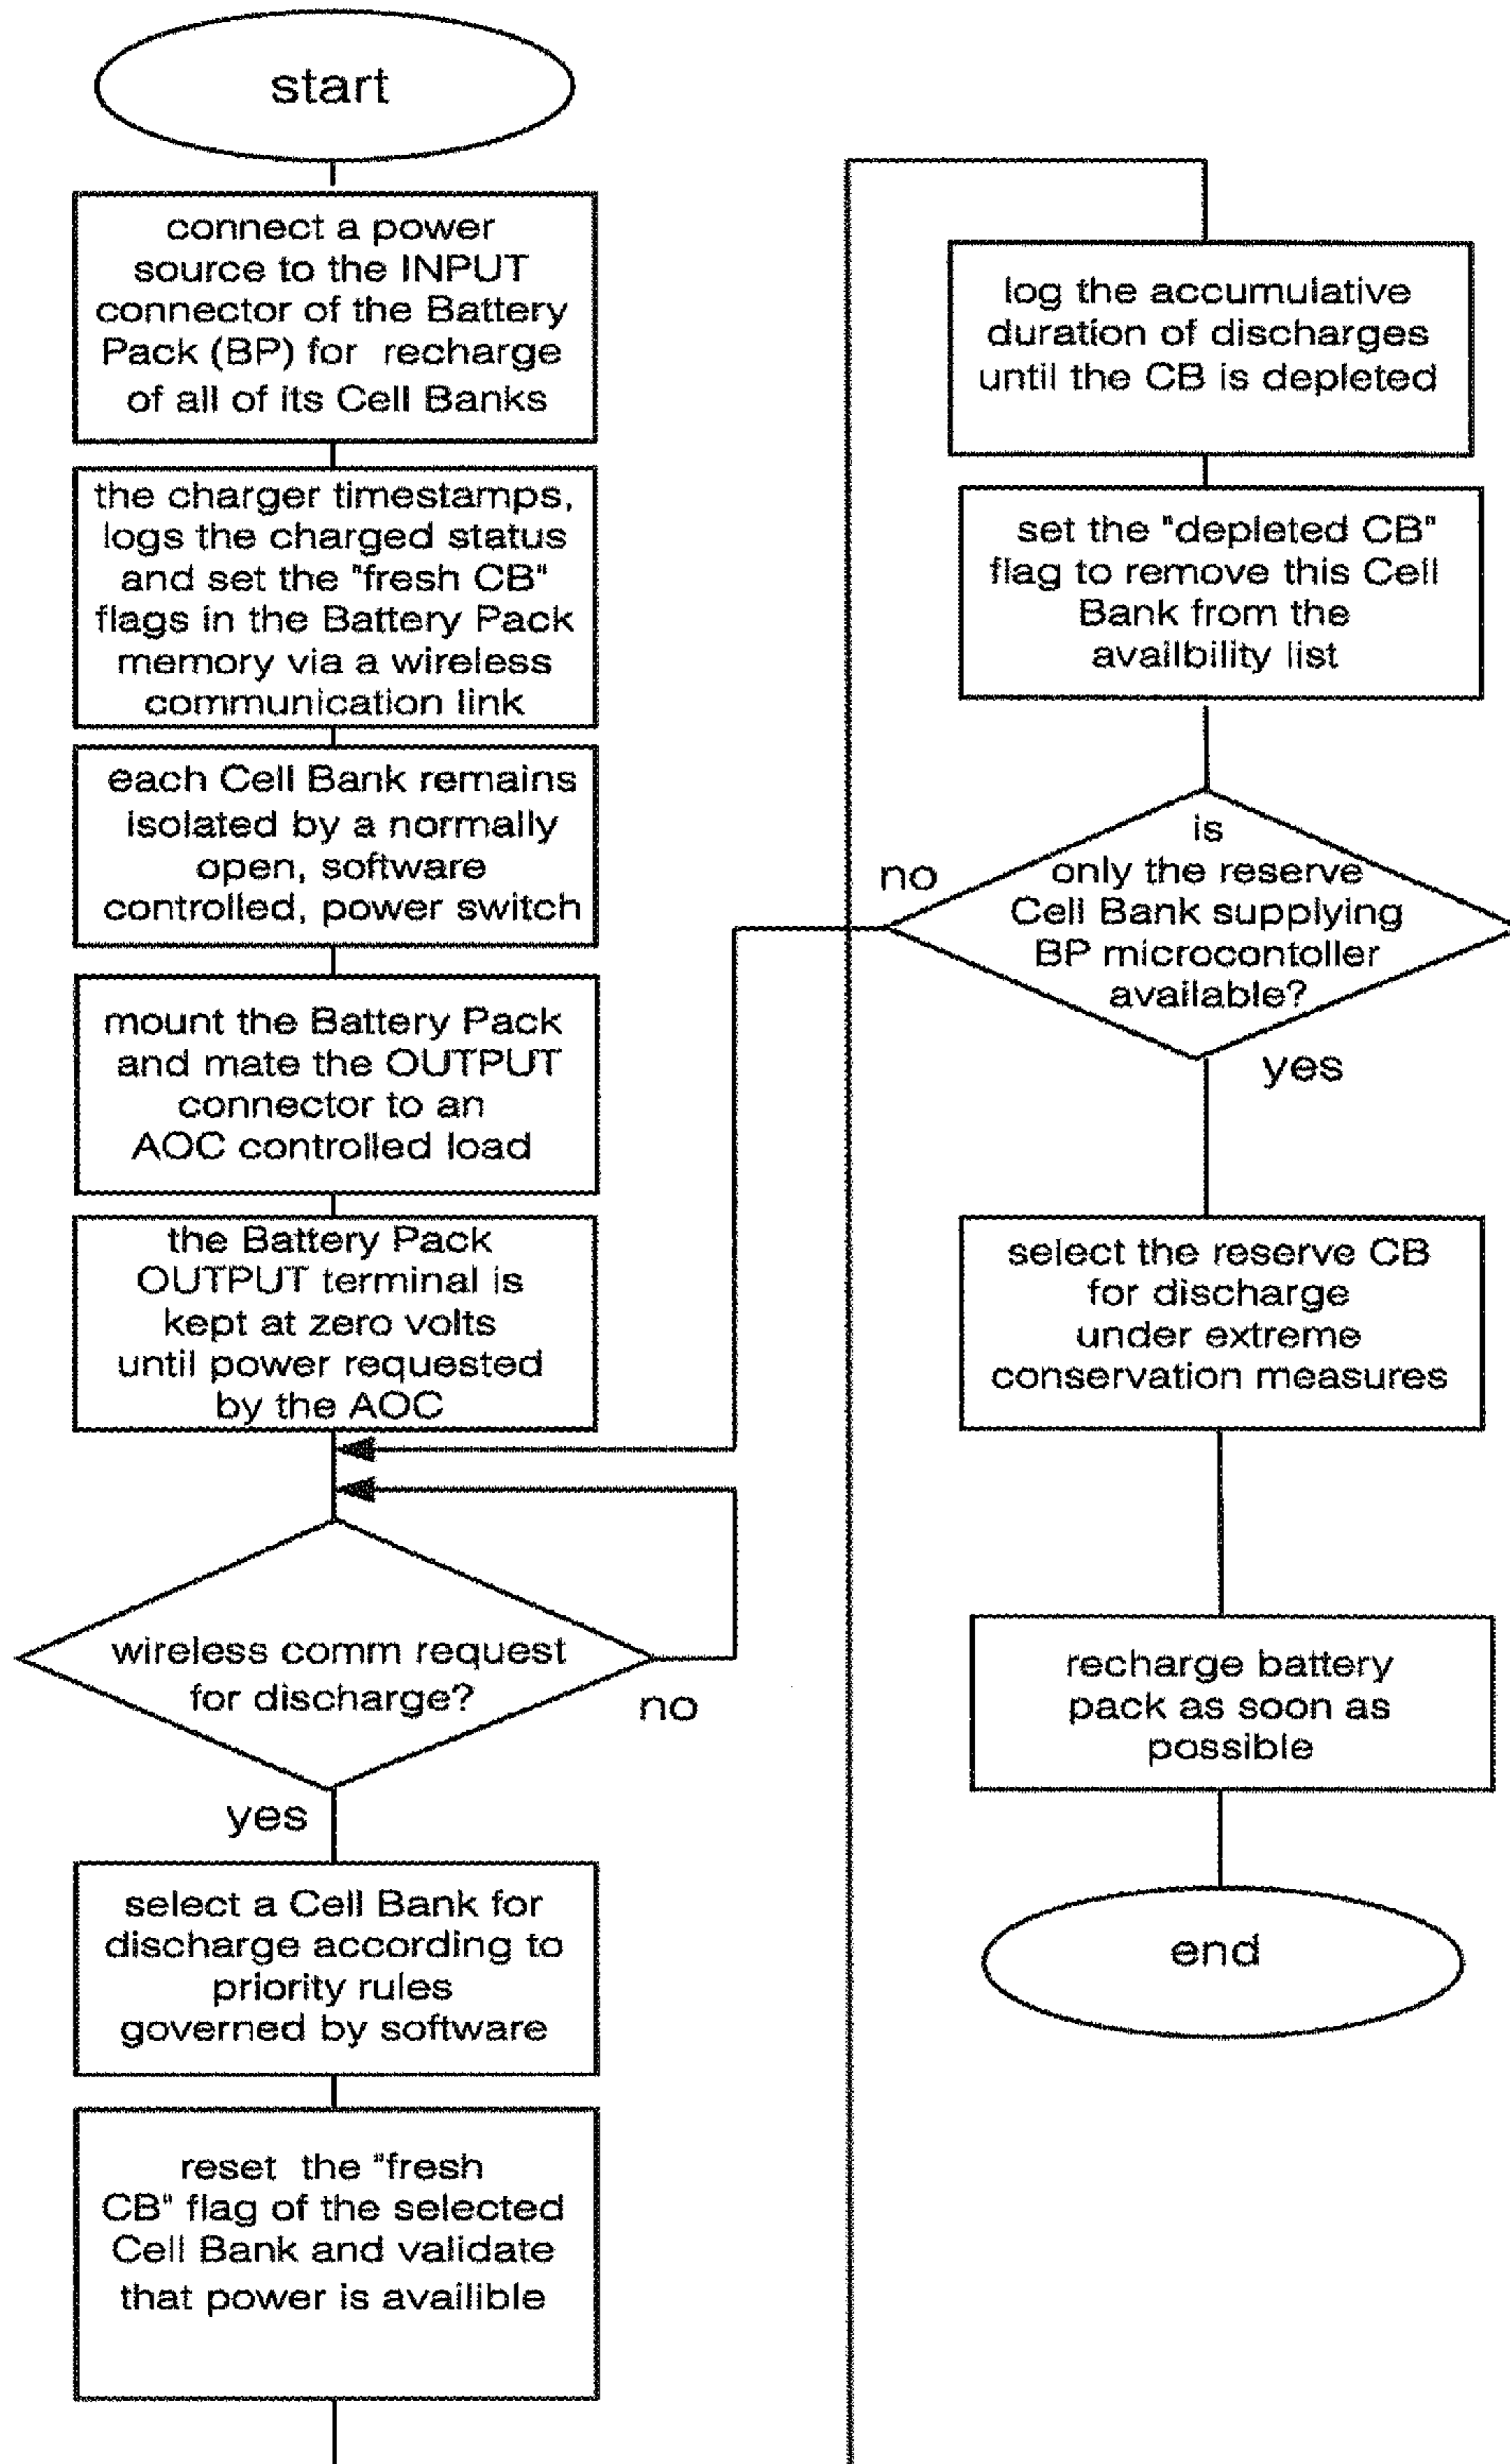 start
connect a power
source to the INPUT
connector of the Battery
Pack (BP) for recharge
of all of its Cell Banks
the charger timestamps,
logs the charged status
and set the "fresh CB"
flags in the Battery Pack
memory via a wireless
communication link
each Cell Bank remains
isolated by a normally
open, software
controlled, power switch
mount the Battery Pack
and mate the OUTPUT
connector to an
AOC controlled load
the Battery Pack
OUTPUT terminal is
kept at zero volts
until power requested
by the AOC
wireless comm request
for discharge?
no
yes
select a Cell Bank for
discharge according to
priority rules
governed by software
reset the "fresh
CB" flag of the selected
Cell Bank and validate
that power is availible
log the accumulative
duration of discharges
until the CB is depleted
set the "depleted CB"
flag to remove this Cell
Bank from the
availbility list
is
only the reserve
Cell Bank supplying
BP microcontoller
available?
no
yes
select the reserve CB
for discharge
under extreme
conservation measures
recharge battery
pack as soon as
possible
end